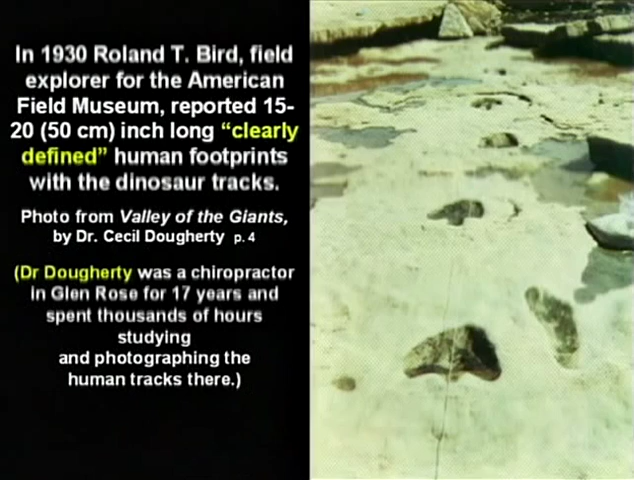 In 1930 Roland T. Bird, field
explorer for the American
Field Museum, reported 15-
20 (50 cm) inch long “clearly
defined” human footprints
with the dinosaur tracks.
Photo from Valley of the Giants,
by Dr. Cecil Dougherty p. 4
(Dr Dougherty was a chiropractor
in Glen Rose for 17 years and
spent thousands of hours
studying
and photographing the
human tracks there.)